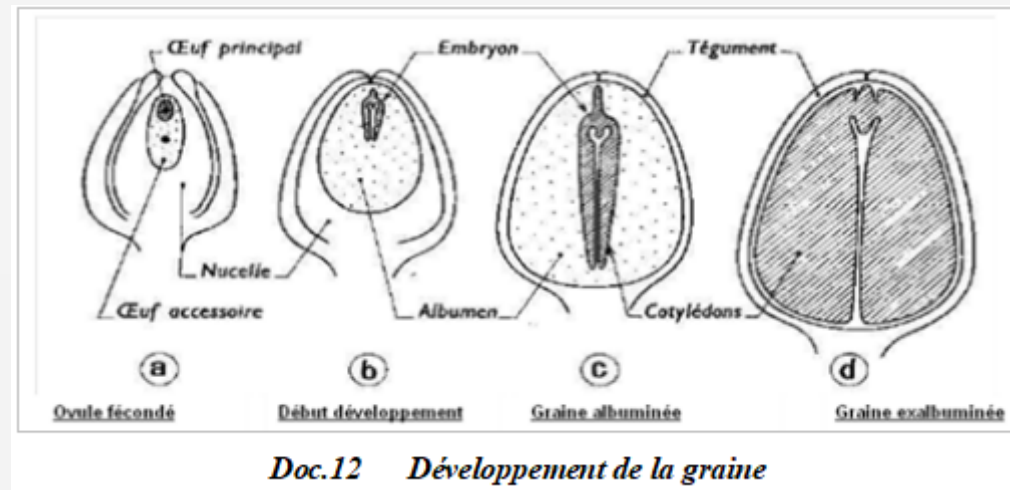 Œuf principal
Embryon
Tégument
Nucelle
Œuf accessoire
Albumen
Cotylédons
a
b
c
d
Ovule fécondé
Début développement
Graine albuminée
Graine exalbuminée
Doc.12 Développement de la graine